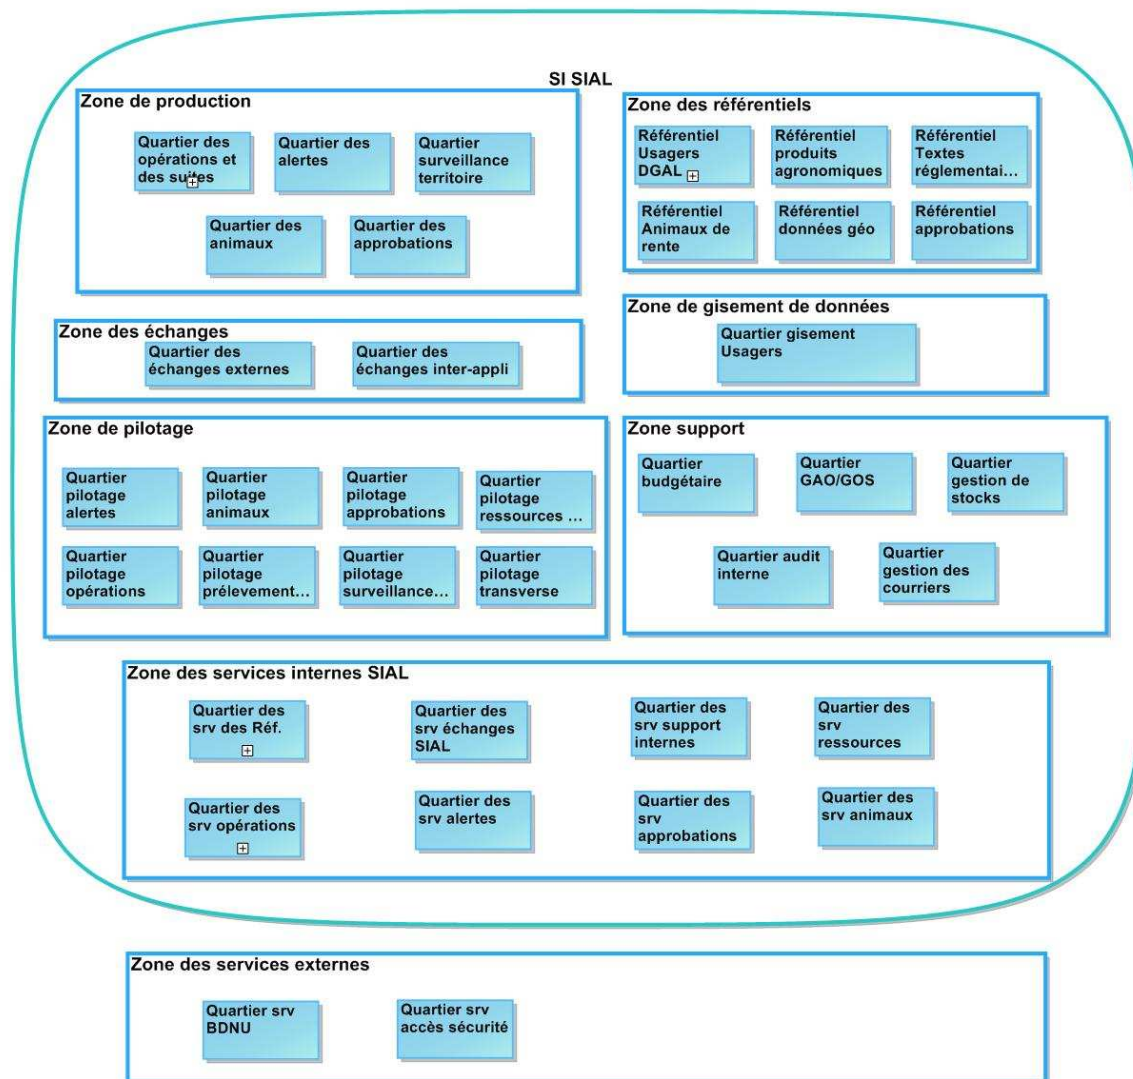 SI SIAL
Zone de production
Quartier des
opérations et
des suites
Quartier des
alertes
Quartier
surveillance
territoire
Quartier des
animaux
Quartier des
approbations
Zone des référentiels
Référentiel
Usagers
DGAL
Référentiel
produits
agronomiques
Référentiel
Textes
réglementai...
Référentiel
Animaux de
rente
Référentiel
données géo
Référentiel
approbations
Zone des échanges
Quartier des
échanges externes
Quartier des
échanges inter-appli
Zone de gisement de données
Quartier gisement
Usagers
Zone de pilotage
Quartier
pilotage
alertes
Quartier
pilotage
animaux
Quartier
pilotage
approbations
Quartier
pilotage
ressources ...
Quartier
pilotage
opérations
Quartier
pilotage
prélevement...
Quartier
pilotage
surveillance...
Quartier
pilotage
transverse
Zone support
Quartier
budgétaire
Quartier
GAO/GOS
Quartier
gestion de
stocks
Quartier audit
interne
Quartier
gestion des
courriers
Zone des services internes SIAL
Quartier des
srv des Réf.
Quartier des
srv échanges
SIAL
Quartier des
srv support
internes
Quartier des
srv
ressources
Quartier des
srv opérations
Quartier des
srv alertes
Quartier des
srv
approbations
Quartier des
srv animaux
Zone des services externes
Quartier srv
BDNU
Quartier srv
accès sécurité